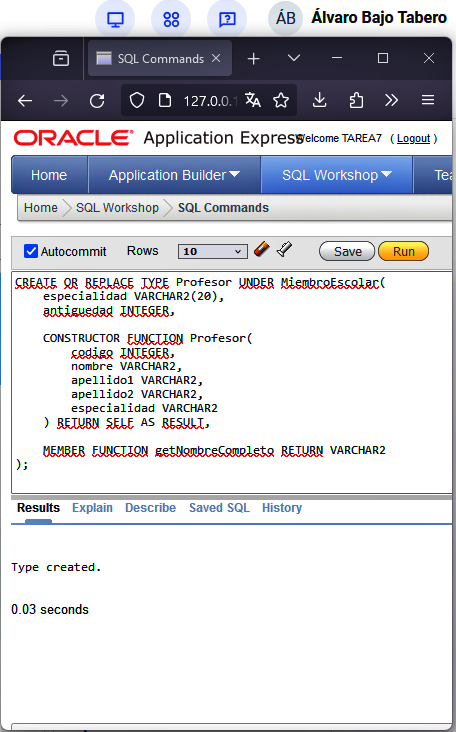 ÁB Álvaro Bajo Tabero
SQL Commands
127.0.0.1
ORACLE Application Express Welcome TAREA7 ( Logout )
Home Application Builder SQL Workshop Tea
Home SQL Workshop SQL Commands
Autocommit Rows 10 Save Run
CREATE OR REPLACE TYPE Profesor UNDER MiembroEscolar(
especialidad VARCHAR2(20),
antiguedad INTEGER,
CONSTRUCTOR FUNCTION Profesor(
codigo INTEGER,
nombre VARCHAR2,
apellido1 VARCHAR2,
apellido2 VARCHAR2,
especialidad VARCHAR2
) RETURN SELF AS RESULT,
MEMBER FUNCTION getNombreCompleto RETURN VARCHAR2
);
Results Explain Describe Saved SQL History
Type created.
0.03 seconds